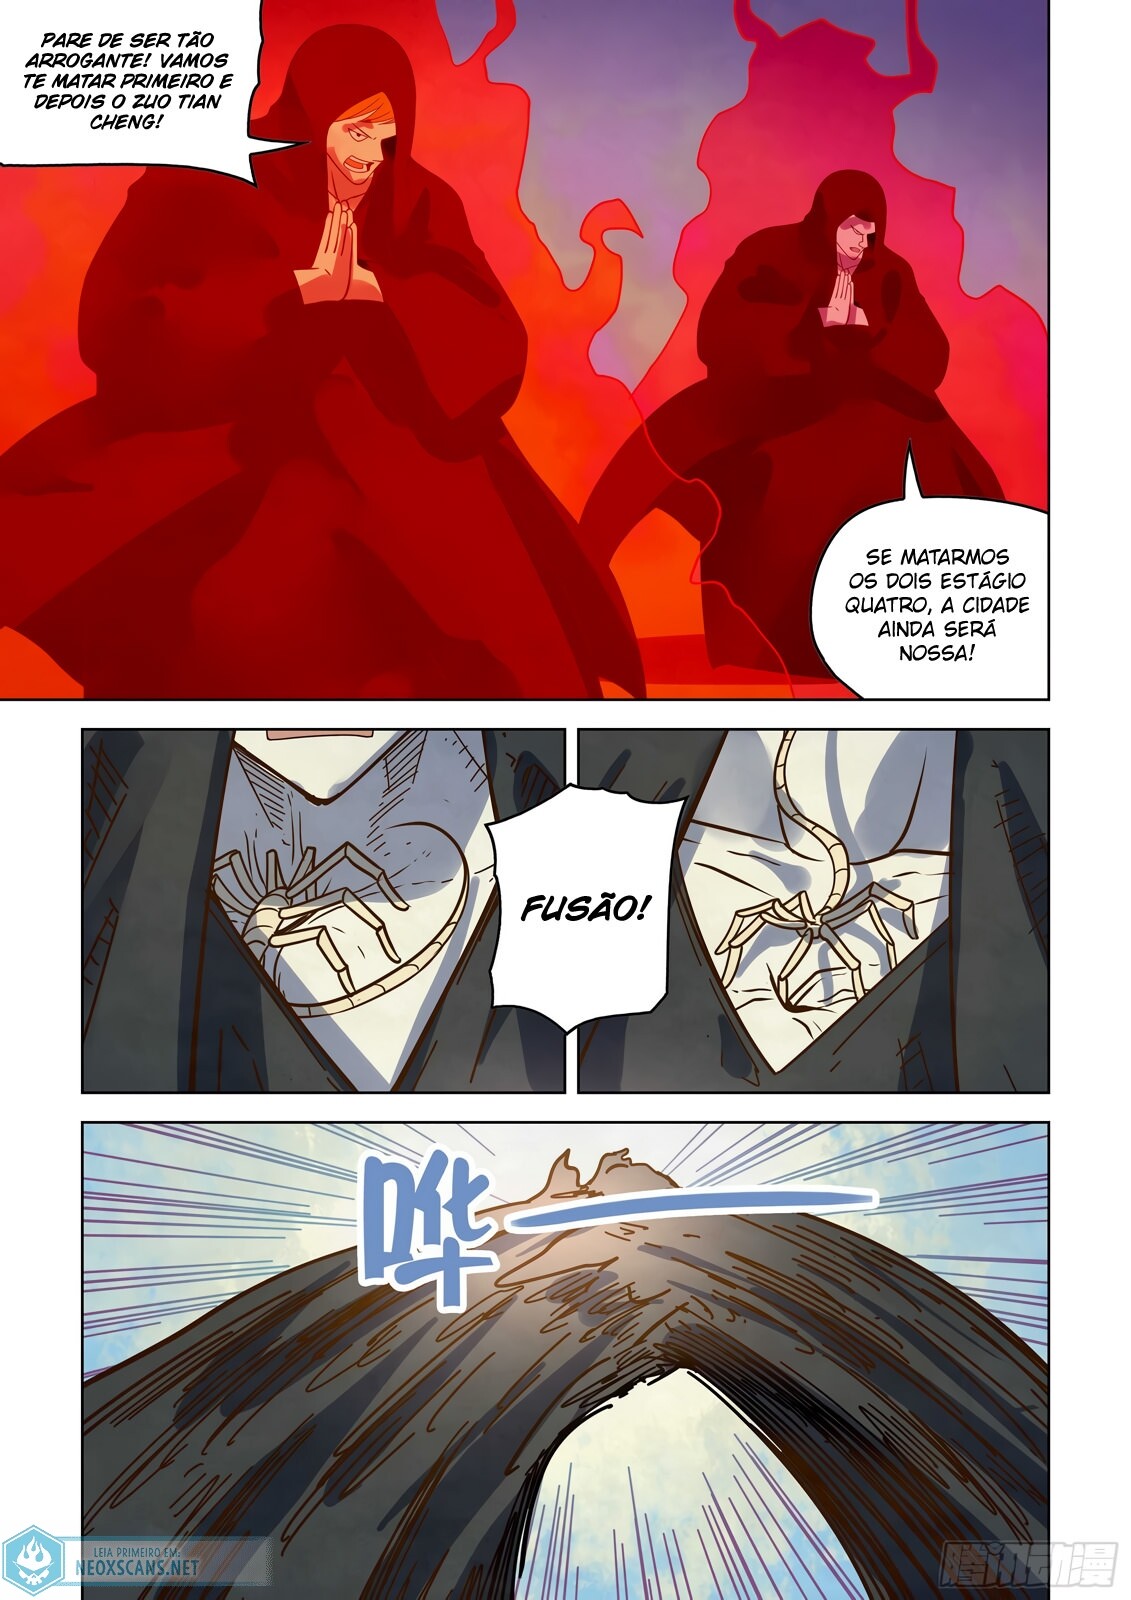 PARE DE SER TÃO
ARROGANTE! VAMOS
TE MATAR PRIMEIRO E
DEPOIS O ZUO TIAN
CHENG!
SE MATARMOS
OS DOIS ESTÁGIO
QUATRO, A CIDADE
AINDA SERÁ
NOSSA!
FUSÃO!
哗
LEIA PRIMEIRO EM:
NEOXSCANS.NET
腾讯动漫